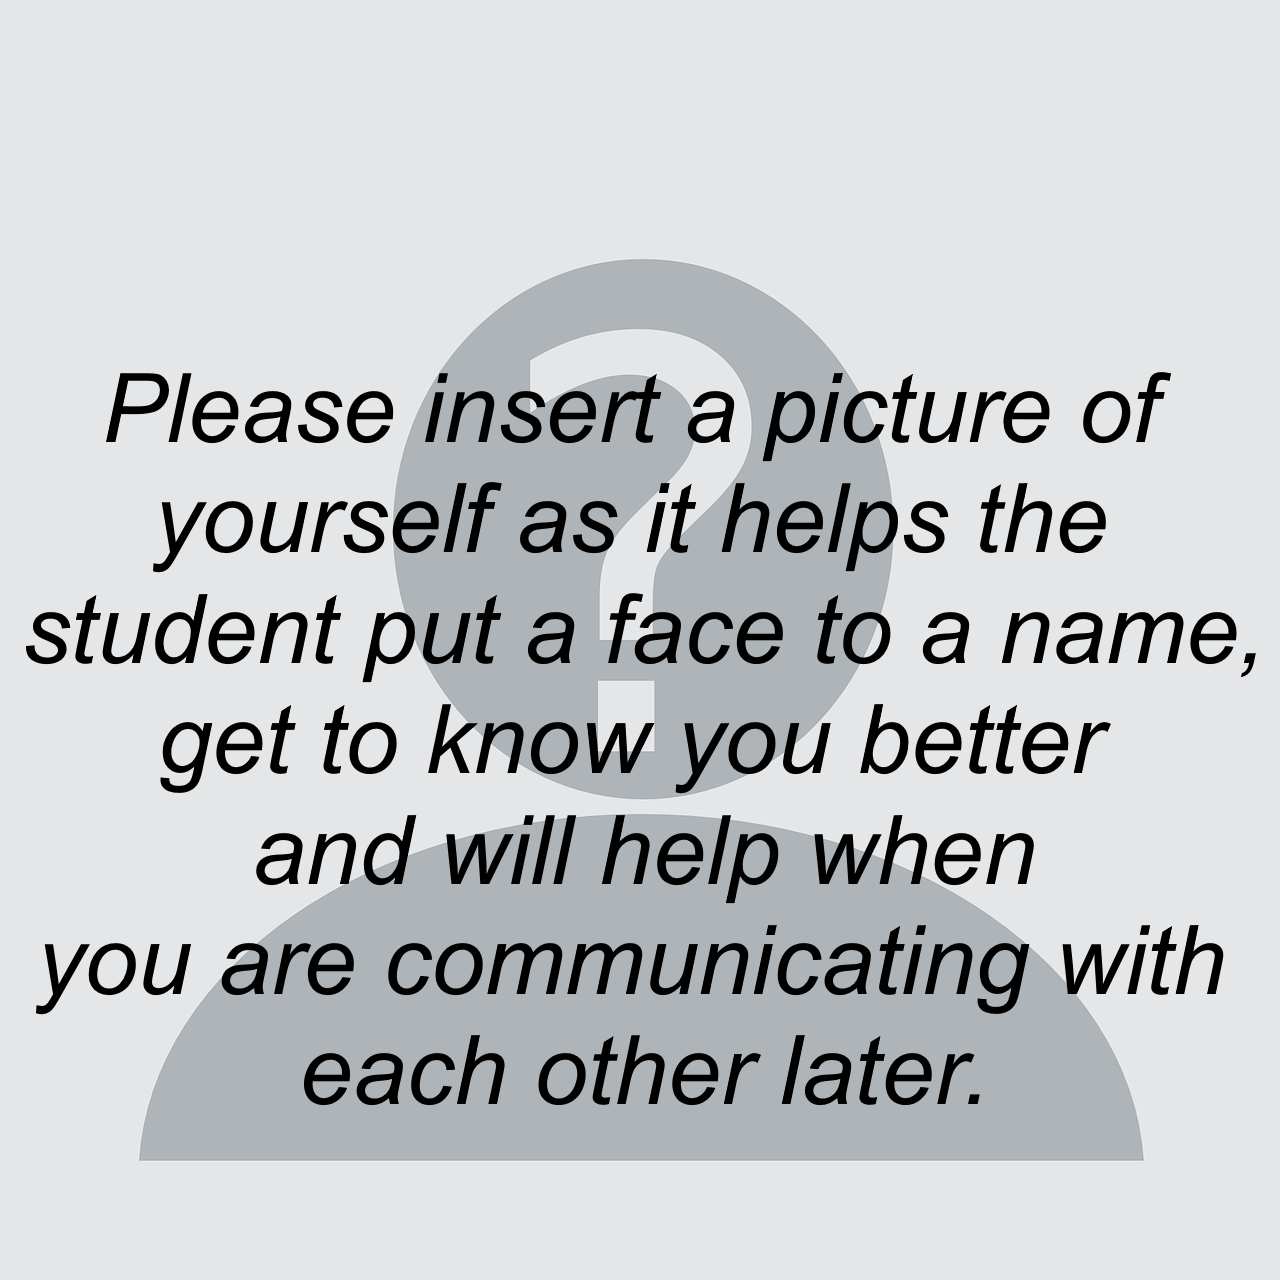 Please insert a picture of
yourself as it helps the
student put a face to a name,
get to know you better
and will help when
you are communicating with
each other later.
?